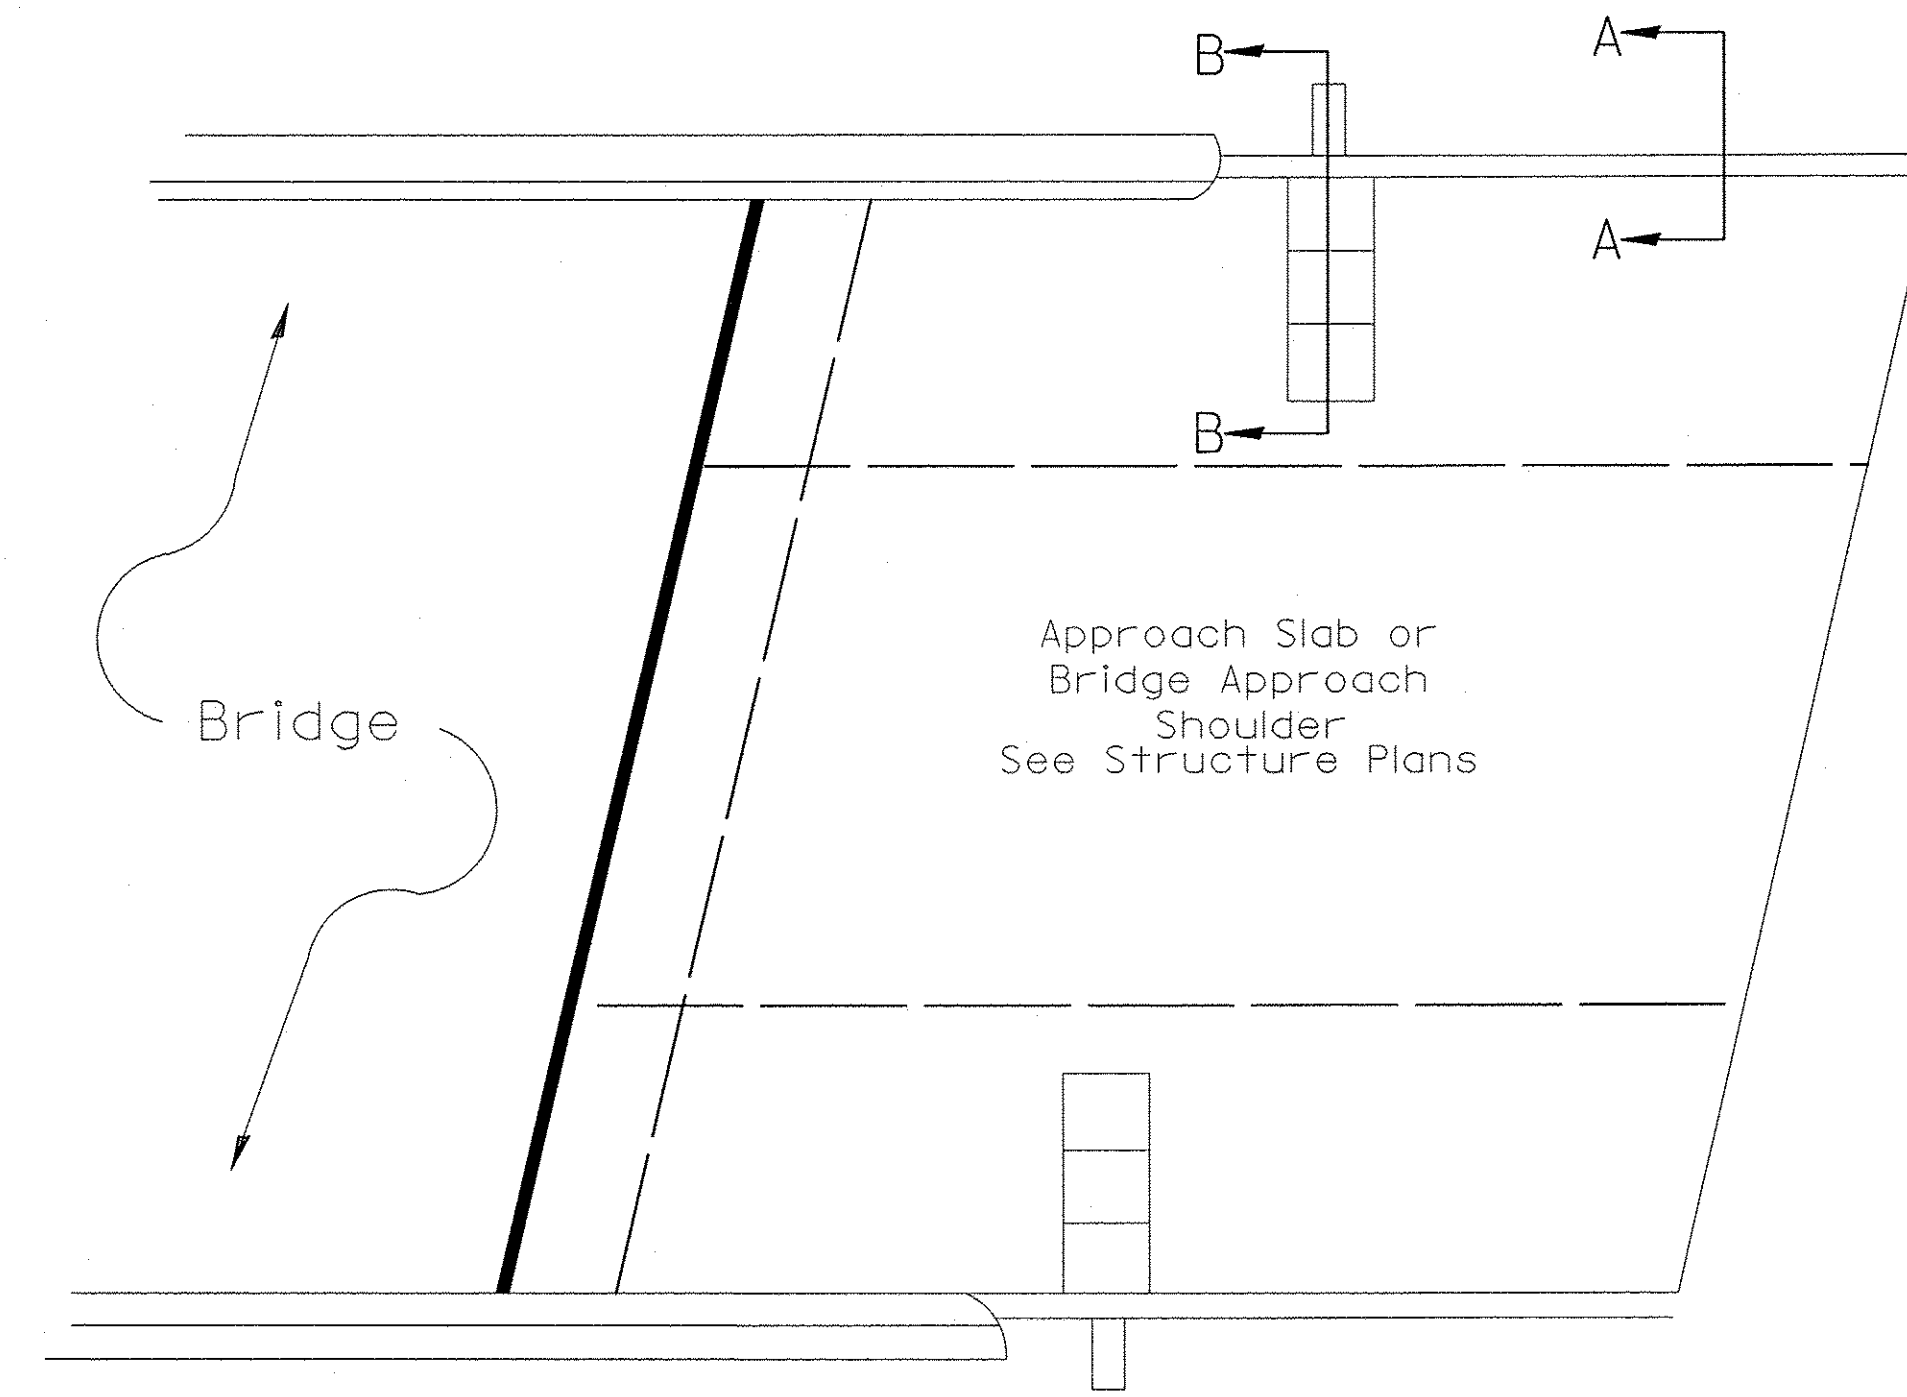 B
A
A
B
Approach Slab or
Bridge Approach
Shoulder
See Structure Plans
Bridge